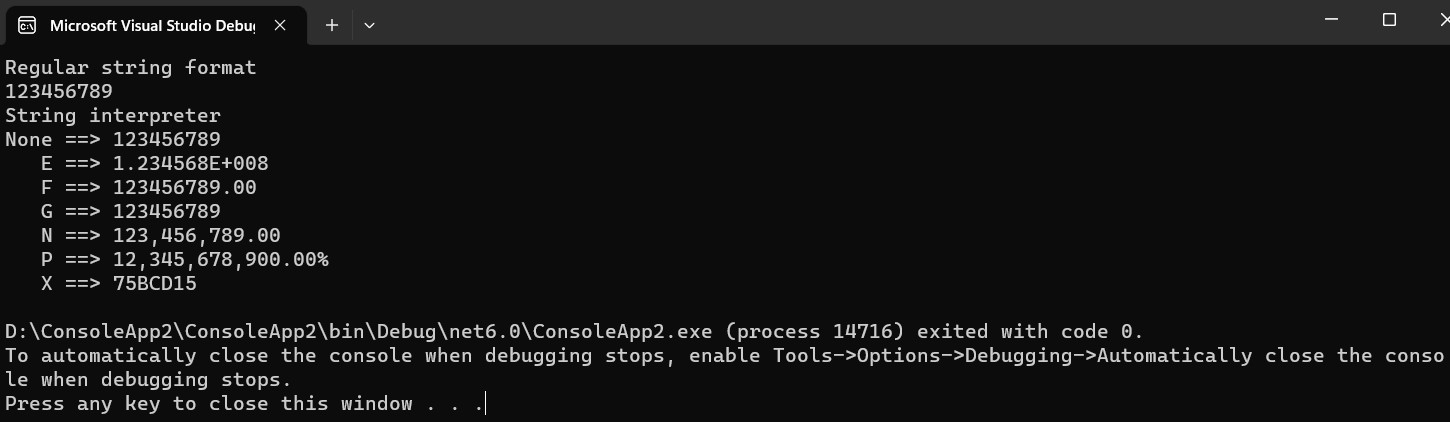 Microsoft Visual Studio Debu
Regular string format
123456789
String interpreter
None ==> 123456789
   E ==> 1.234568E+008
   F ==> 123456789.00
   G ==> 123456789
   N ==> 123,456,789.00
   P ==> 12,345,678,900.00%
   X ==> 75BCD15
D:\ConsoleApp2\ConsoleApp2\bin\Debug\net6.0\ConsoleApp2.exe (process 14716) exited with code 0.
To automatically close the console when debugging stops, enable Tools->Options->Debugging->Automatically close the conso
le when debugging stops.
Press any key to close this window . . .